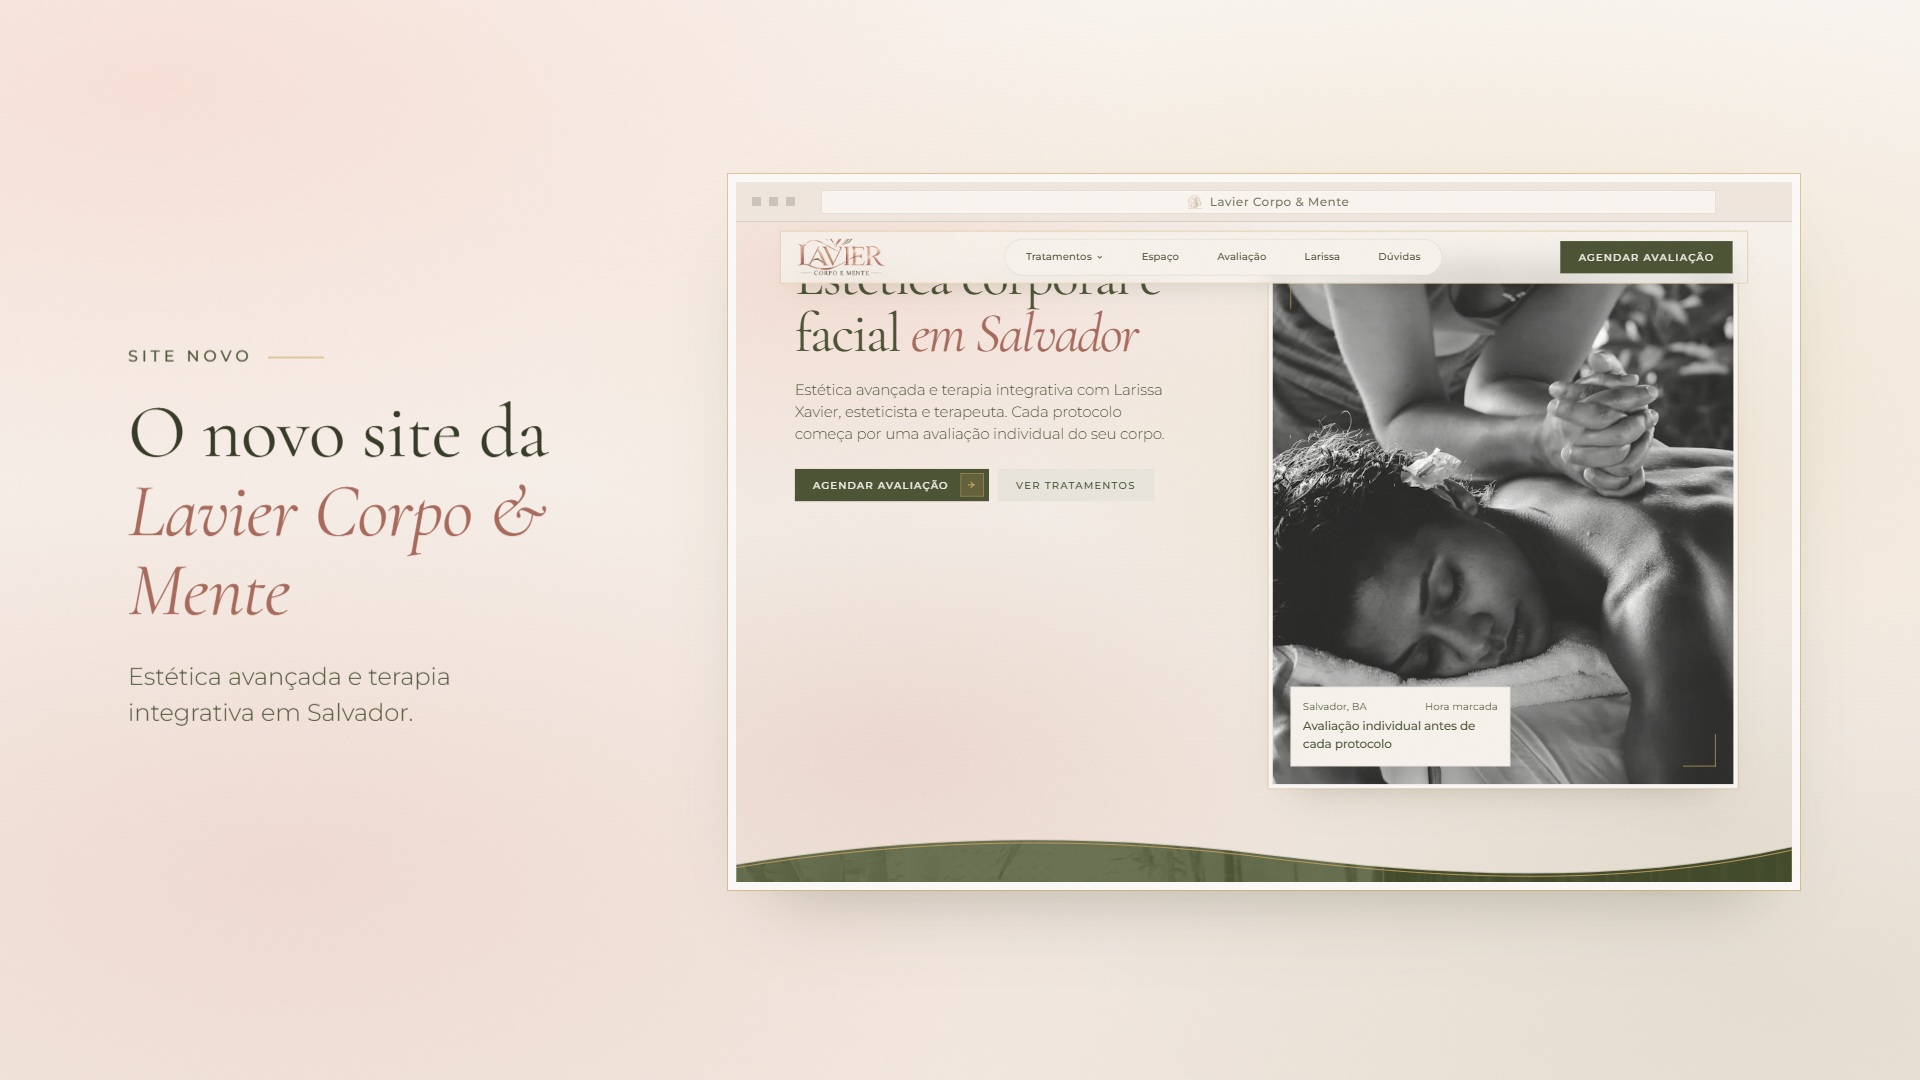 SITE NOVO
O novo site da
Lavier Corpo &
Mente
Estética avançada e terapia
integrativa em Salvador.
Lavier Corpo & Mente
LAVIER
CORPO E MENTE
Tratamentos
Espaço
Avaliação
Larissa
Dúvidas
AGENDAR AVALIAÇÃO
Estética corporal e
facial em Salvador
Estética avançada e terapia integrativa com Larissa
Xavier, esteticista e terapeuta. Cada protocolo
começa por uma avaliação individual do seu corpo.
AGENDAR AVALIAÇÃO
VER TRATAMENTOS
Salvador, BA
Hora marcada
Avaliação individual antes de
cada protocolo